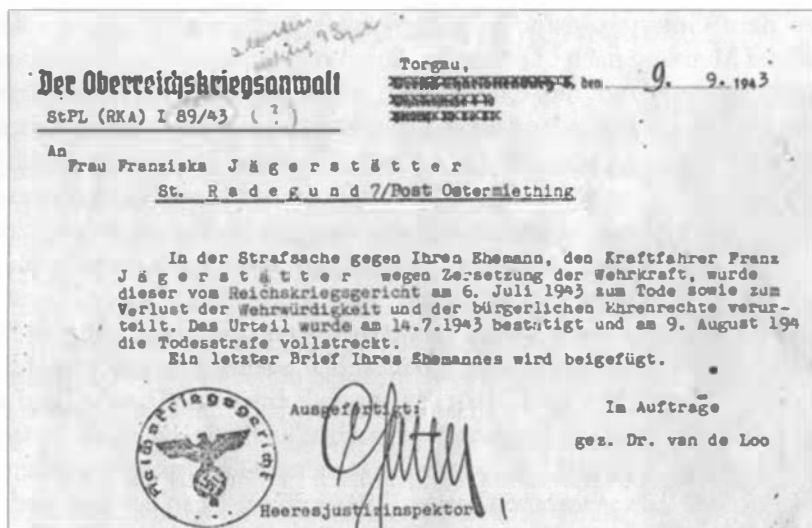 Torgau,
Der Oberreichskriegsanwalt
den 9. 9. 1943
StPL (RKA) I 89/43 (?)
An
Frau Franziska Jägerstätter
St. Radegund 7/Post Ostermiething
In der Strafsache gegen Ihren Ehemann, den Kraftfahrer Franz
Jägerstätter wegen Zersetzung der Wehrkraft, wurde
dieser vom Reichskriegsgericht am 6. Juli 1943 zum Tode sowie zum
Verlust der Wehrwürdigkeit und der bürgerlichen Ehrenrechte verur-
teilt. Das Urteil wurde am 14.7.1943 bestätigt und am 9. August 194
die Todesstrafe vollstreckt.
Ein letzter Brief Ihres Ehemannes wird beigefügt.
Ausgefertigt:
Im Auftrage
gez. Dr. van de Loo
Reichskriegsgericht
Heeresjustizinspektor